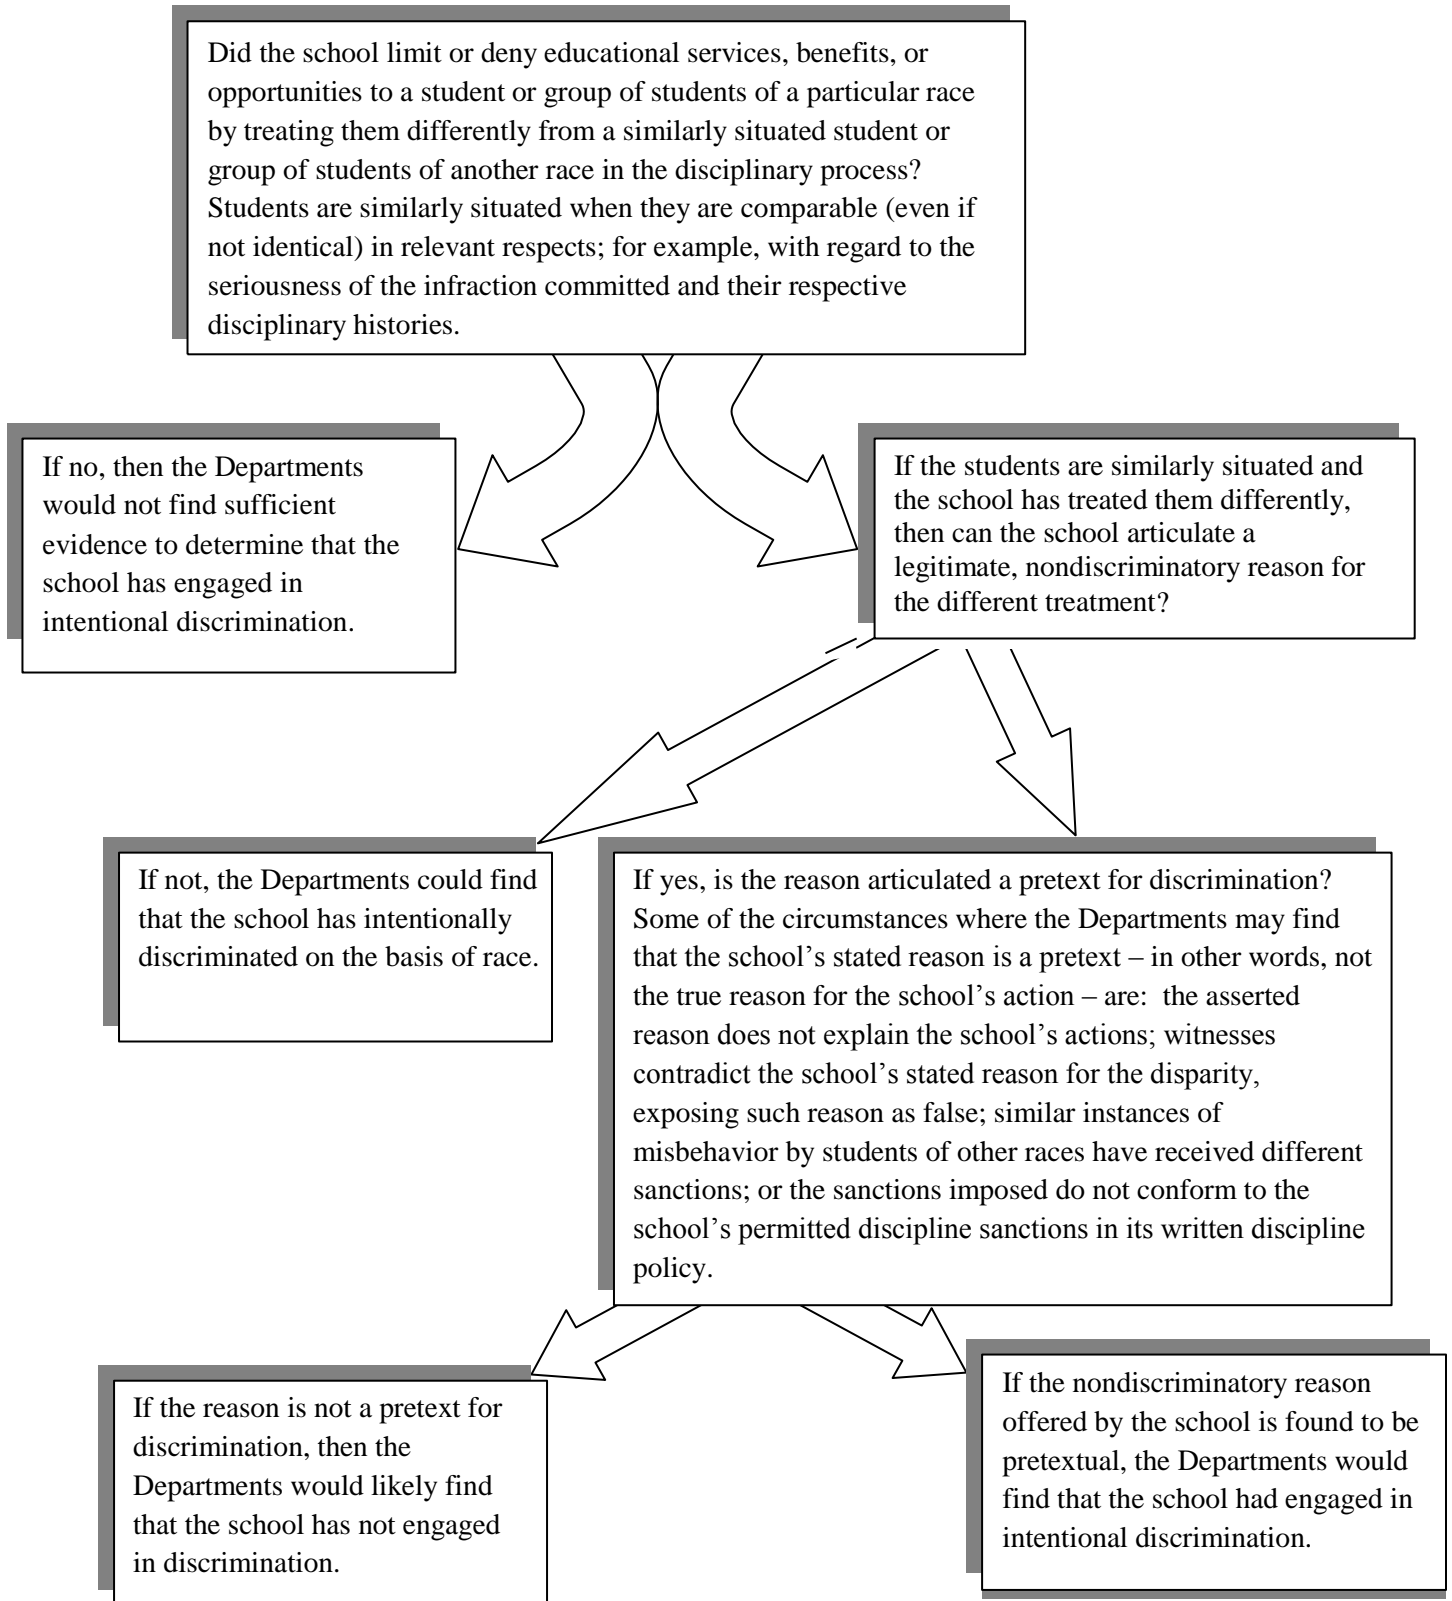 Did the school limit or deny educational services, benefits, or
opportunities to a student or group of students of a particular race
by treating them differently from a similarly situated student or
group of students of another race in the disciplinary process?
Students are similarly situated when they are comparable (even if
not identical) in relevant respects; for example, with regard to the
seriousness of the infraction committed and their respective
disciplinary histories.
If no, then the Departments
would not find sufficient
evidence to determine that the
school has engaged in
intentional discrimination.
If the students are similarly situated and
the school has treated them differently,
then can the school articulate a
legitimate, nondiscriminatory reason for
the different treatment?
If not, the Departments could find
that the school has intentionally
discriminated on the basis of race.
If yes, is the reason articulated a pretext for discrimination?
Some of the circumstances where the Departments may find
that the school’s stated reason is a pretext – in other words, not
the true reason for the school’s action – are:  the asserted
reason does not explain the school’s actions; witnesses
contradict the school’s stated reason for the disparity,
exposing such reason as false; similar instances of
misbehavior by students of other races have received different
sanctions; or the sanctions imposed do not conform to the
school’s permitted discipline sanctions in its written discipline
policy.
If the reason is not a pretext for
discrimination, then the
Departments would likely find
that the school has not engaged
in discrimination.
If the nondiscriminatory reason
offered by the school is found to be
pretextual, the Departments would
find that the school had engaged in
intentional discrimination.